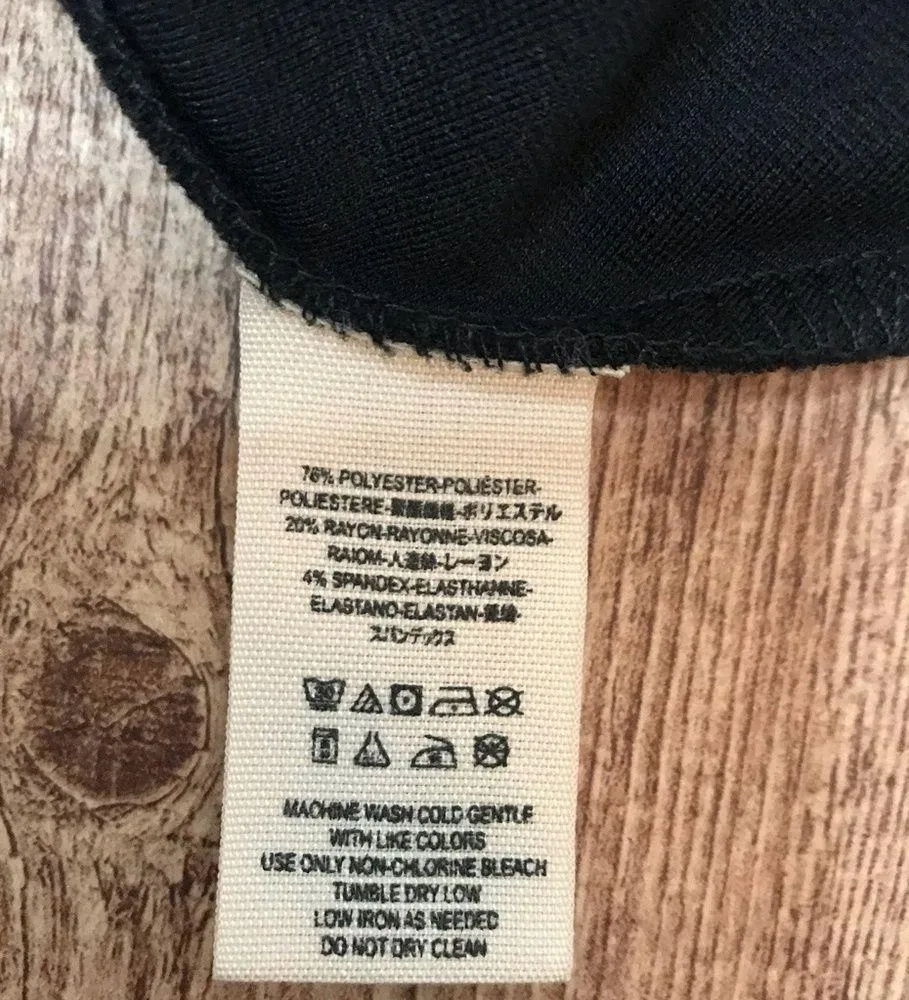 76% POLYESTER-POLIÉSTER-
POLIESTERE-聚酯纖維-ポリエステル
20% RAYON-RAYONNE-VISCOSA-
RAIOM-人造絲-レーヨン
4% SPANDEX-ELASTHANNE-
ELASTANO-ELASTAN-
スパンデックス
MACHINE WASH COLD GENTLE
WITH LIKE COLORS
USE ONLY NON-CHLORINE BLEACH
TUMBLE DRY LOW
LOW IRON AS NEEDED
DO NOT DRY CLEAN